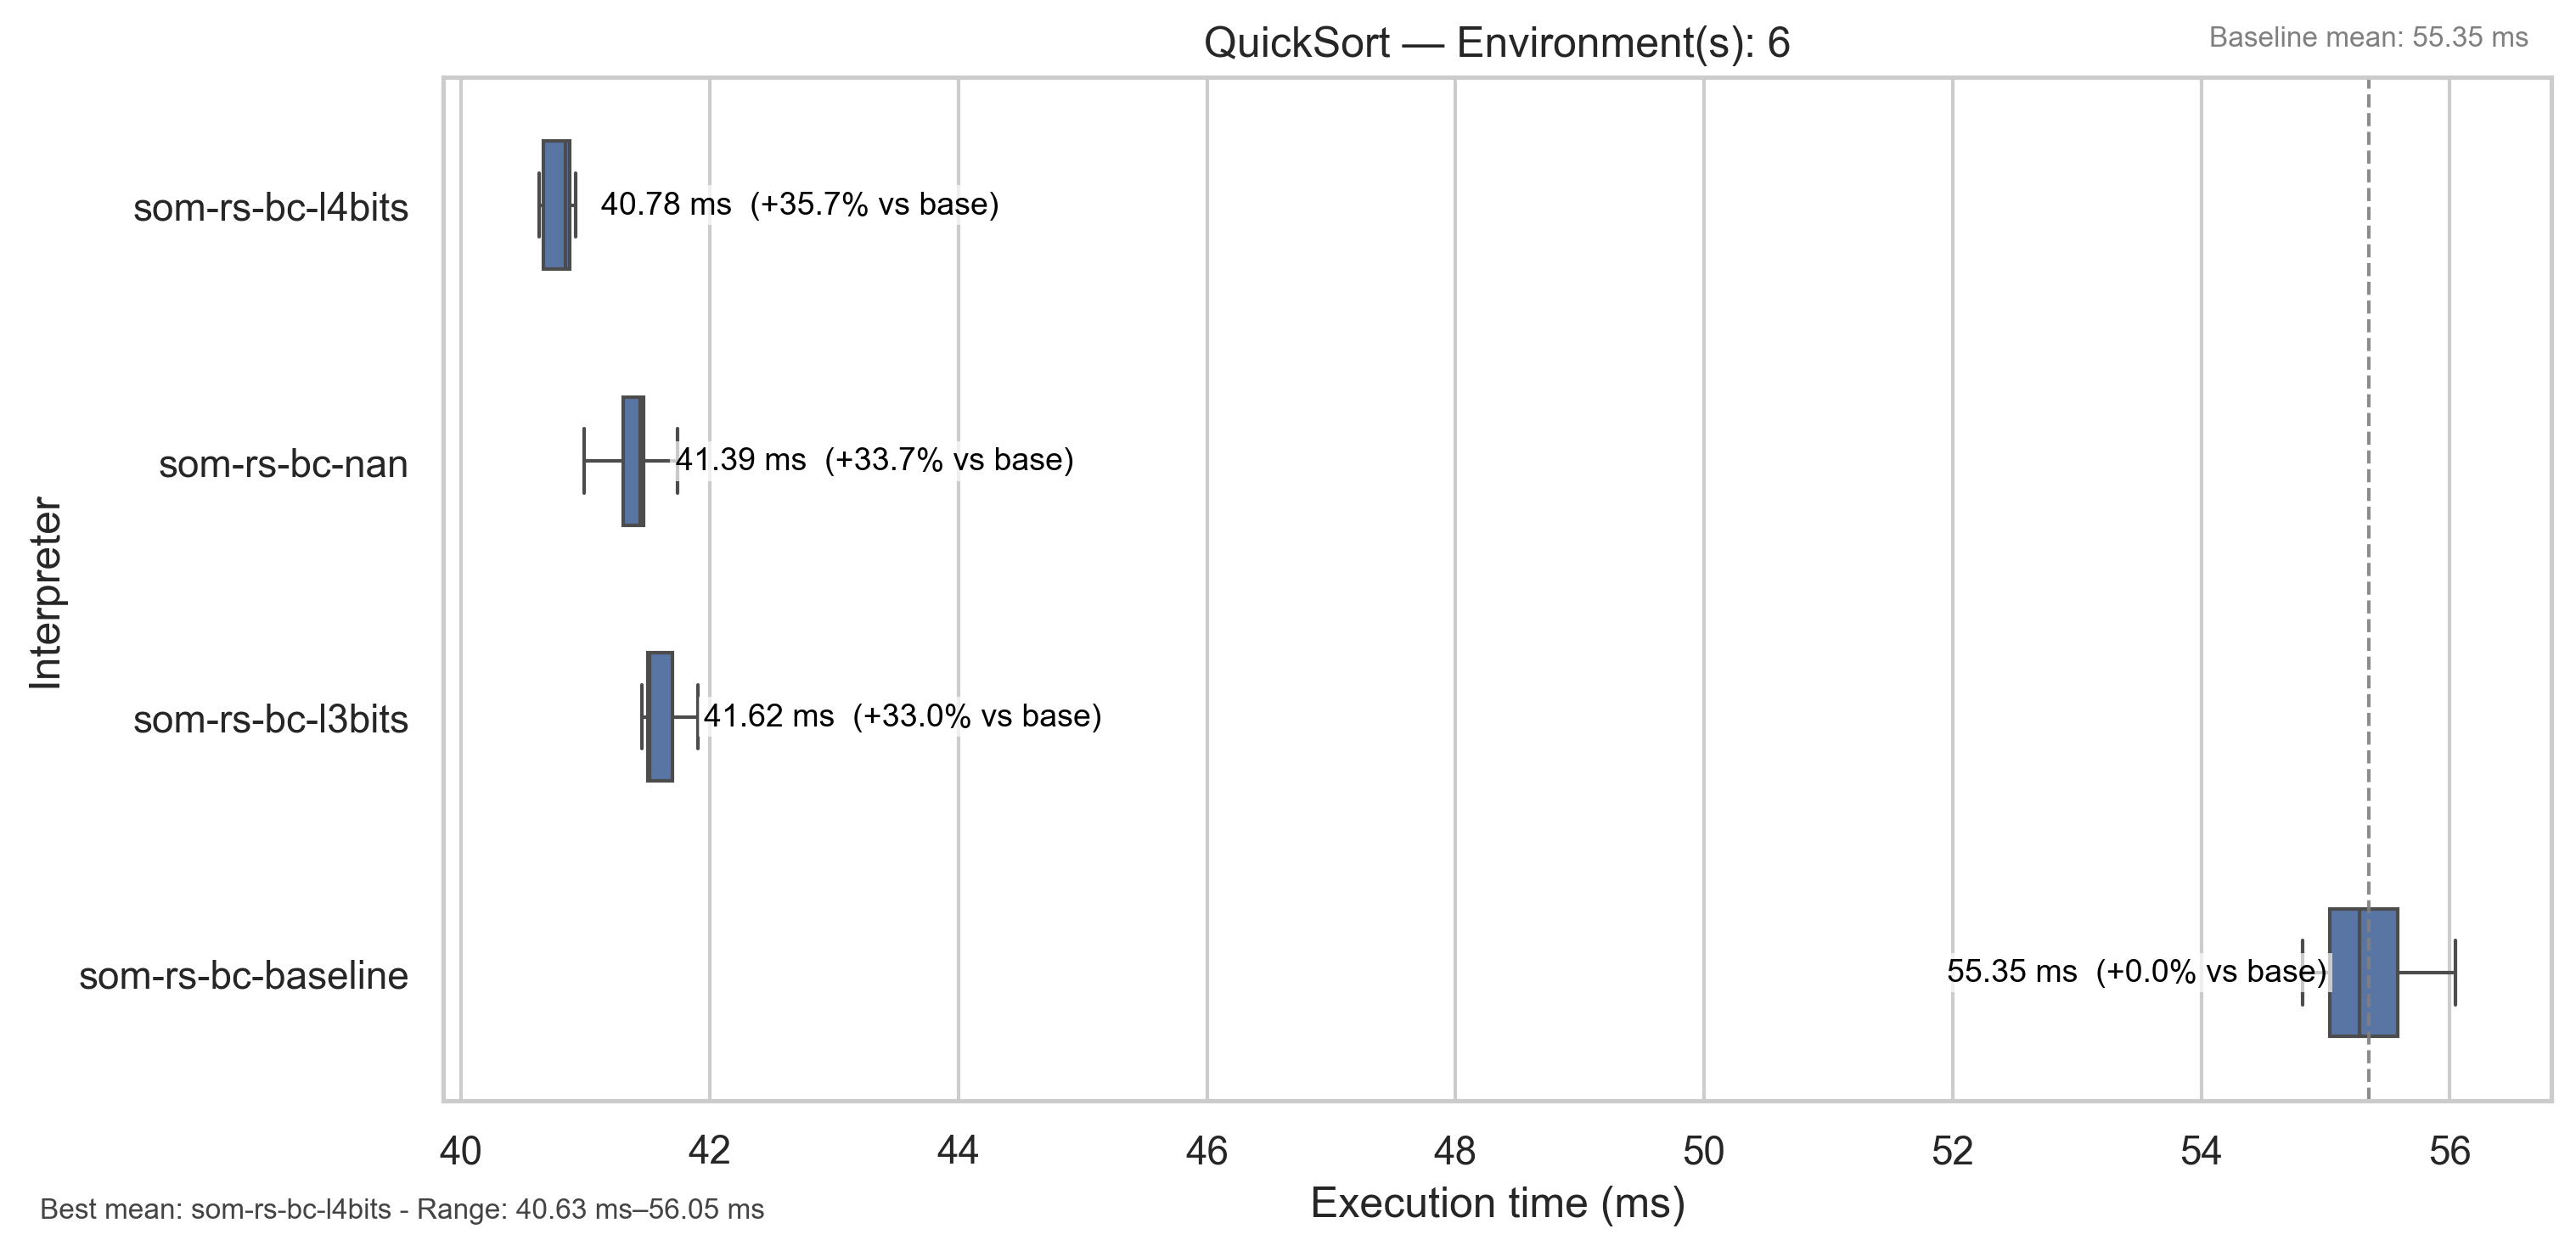 QuickSort — Environment(s): 6
Baseline mean: 55.35 ms
Interpreter
som-rs-bc-l4bits
40.78 ms (+35.7% vs base)
som-rs-bc-nan
41.39 ms (+33.7% vs base)
som-rs-bc-l3bits
41.62 ms (+33.0% vs base)
som-rs-bc-baseline
55.35 ms (+0.0% vs base)
40 42 44 46 48 50 52 54 56
Execution time (ms)
Best mean: som-rs-bc-l4bits - Range: 40.63 ms–56.05 ms